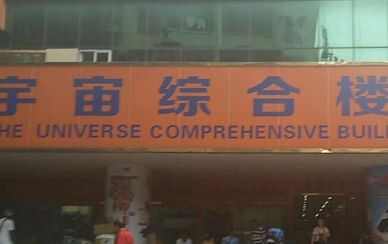 宇宙综合楼
HE UNIVERSE COMPREHENSIVE BUIL